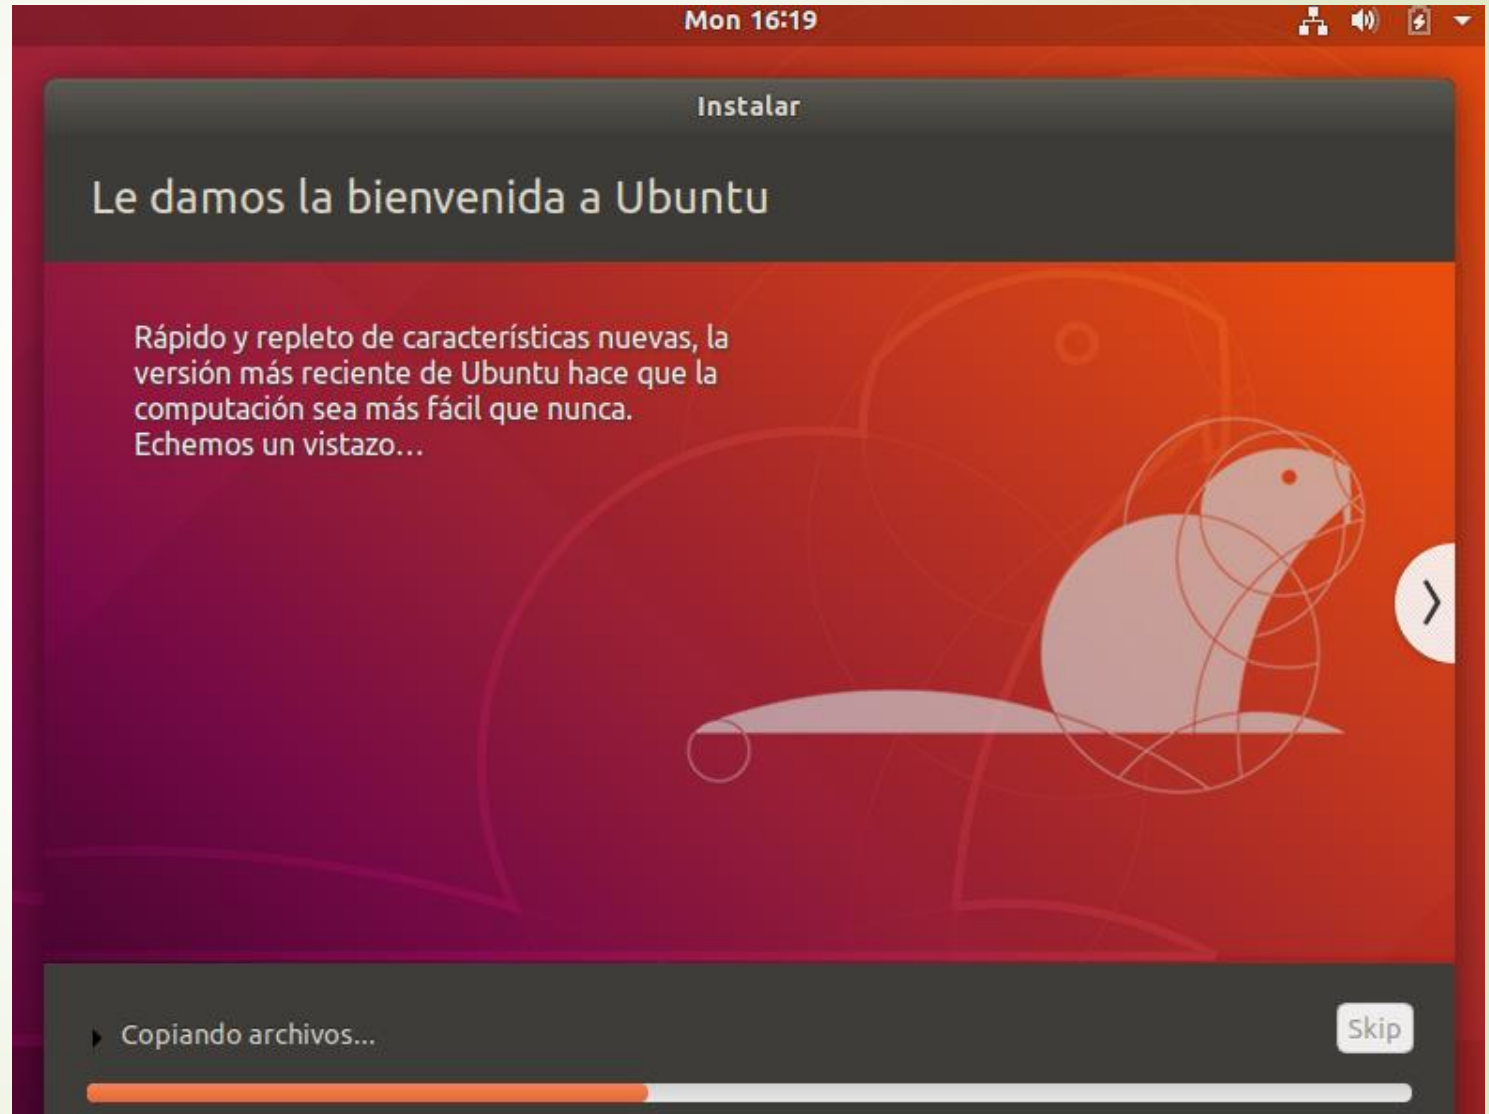 Mon 16:19
Instalar
Le damos la bienvenida a Ubuntu
Rápido y repleto de características nuevas, la
versión más reciente de Ubuntu hace que la
computación sea más fácil que nunca.
Echemos un vistazo...
Copiando archivos...
Skip